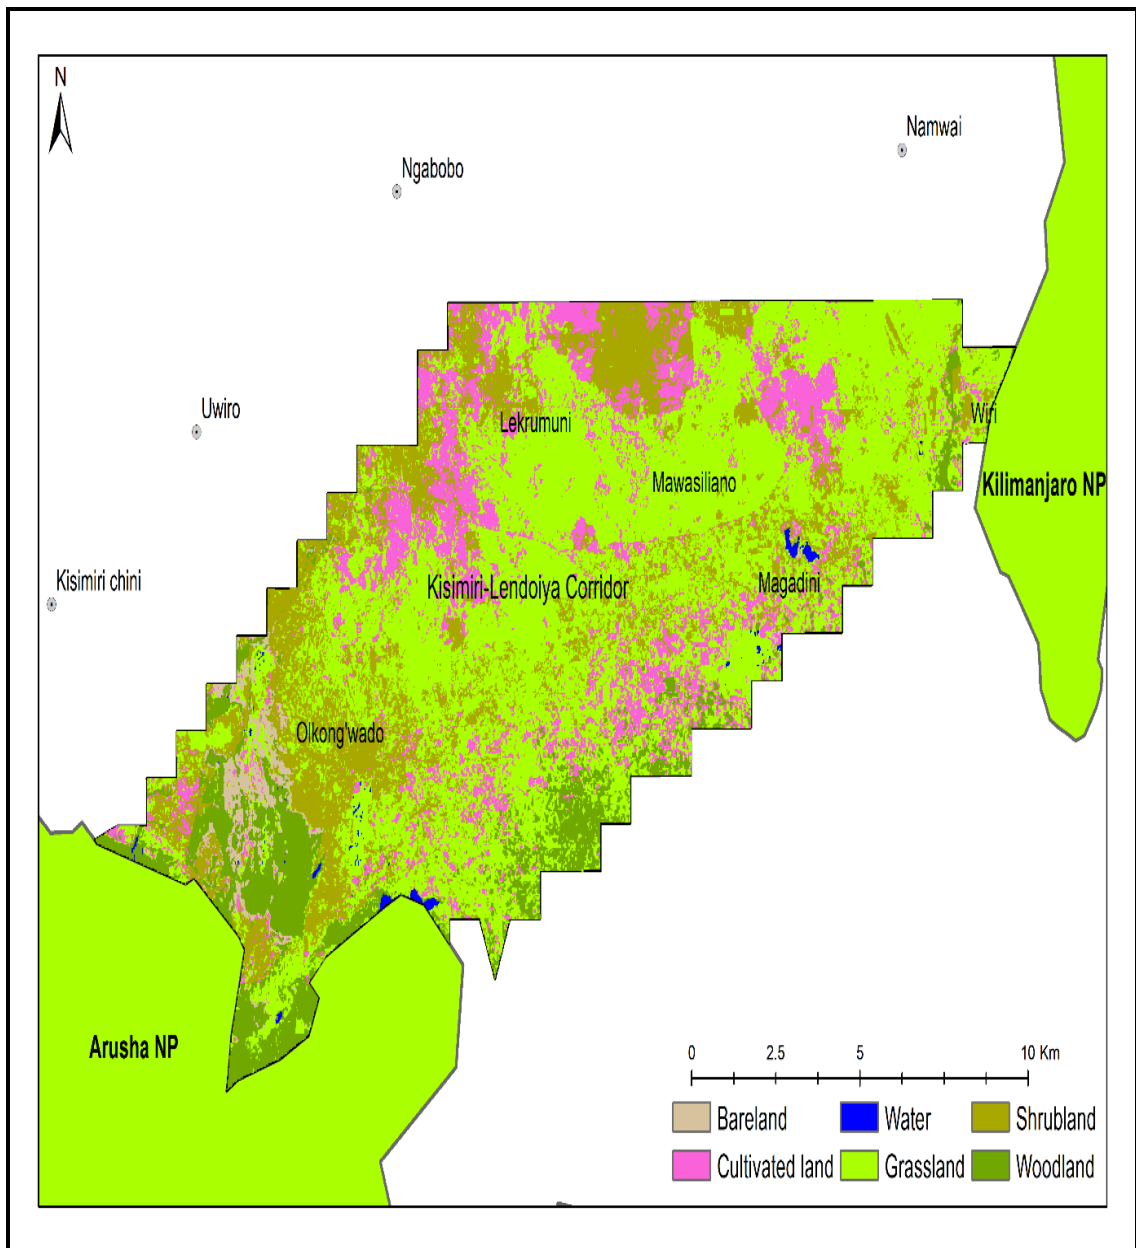 N
Namwai
Ngabobo
Uwiro
Lekrumuni
Wiri
Mawasiliano
Kilimanjaro NP
Kisimiri chini
Kisimiri-Lendoiya Corridor
Magadini
Olkong'wado
Arusha NP
0 2.5 5 10 Km
Bareland Water Shrubland
Cultivated land Grassland Woodland